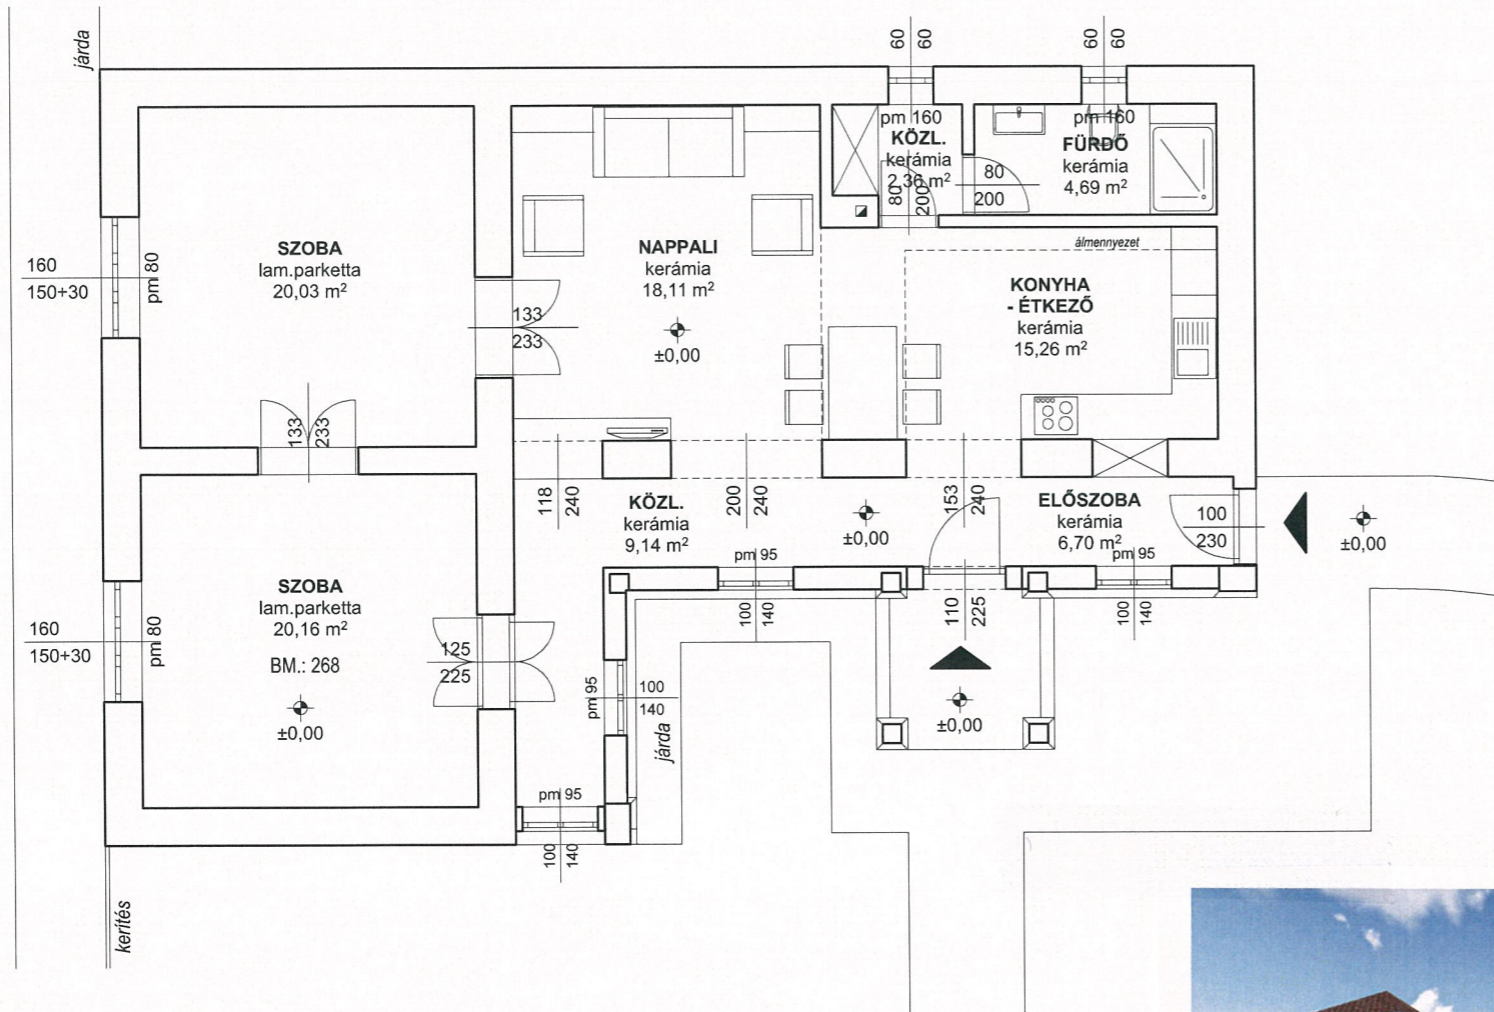 járda
60
60
60
60
pm 160
KÖZL.
kerámia
2,36 m²
80
200
pm 160
FÜRDŐ
kerámia
4,69 m²
80
200
SZOBA
lam.parketta
20,03 m²
160
150+30
pm 80
NAPPALI
kerámia
18,11 m²
±0,00
133
233
álmennyezet
KONYHA
- ÉTKEZŐ
kerámia
15,26 m²
133
233
118
240
KÖZL.
kerámia
9,14 m²
200
240
±0,00
153
240
ELŐSZOBA
kerámia
6,70 m²
100
230
±0,00
pm 95
pm 95
100
140
110
225
100
140
SZOBA
lam.parketta
20,16 m²
BM.: 268
±0,00
160
150+30
pm 80
125
225
pm 95
100
140
járda
±0,00
pm 95
100
140
kerítés